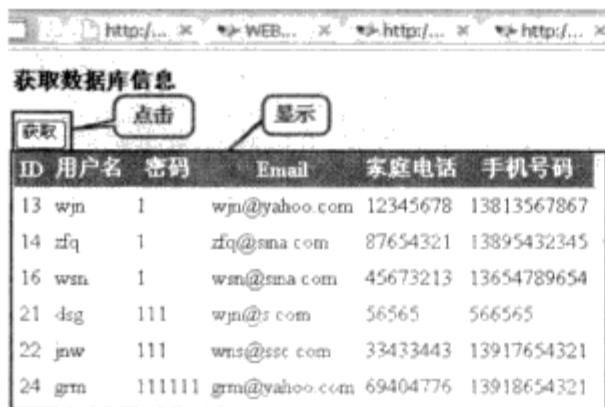 http:/... WEB... http:/... http:/...
获取数据库信息
点击 显示
获取
ID 用户名 密码 Email 家庭电话 手机号码
13 wjn 1 wjn@yahoo.com 12345678 13813567867
14 zfq 1 zfq@sina com 87654321 13895432345
16 wsn 1 wsn@sina com 45673213 13654789654
21 dsg 111 wjn@s com 56565 566565
22 jnw 111 wns@ssc com 33433443 13917654321
24 grm 111111 grm@yahoo.com 69404776 13918654321